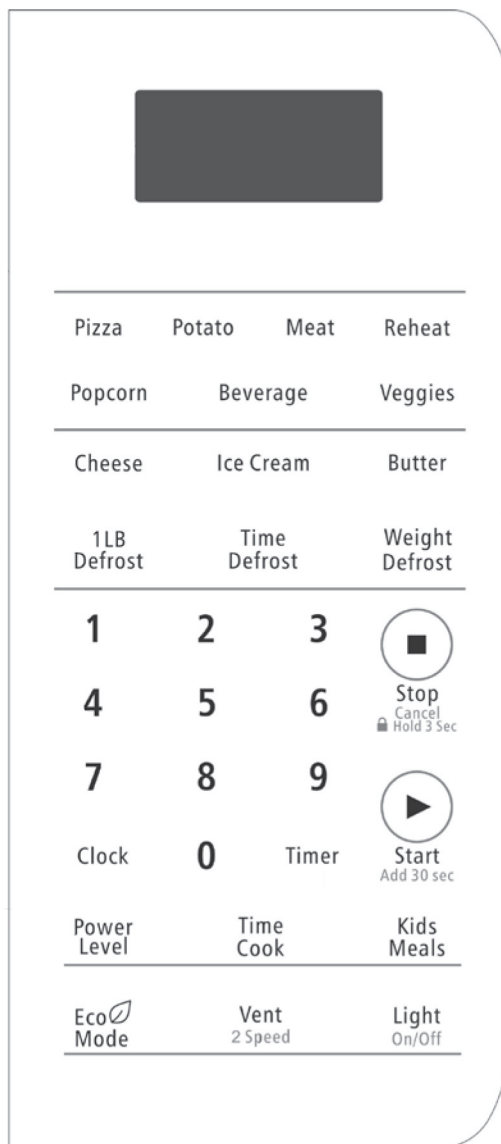 Pizza Potato Meat Reheat
Popcorn Beverage Veggies
Cheese Ice Cream Butter
1LB Time Weight
Defrost Defrost Defrost
1 2 3
4 5 6 Stop
Cancel
Hold 3 Sec
7 8 9
Clock 0 Timer Start
Add 30 sec
Power Time Kids
Level Cook Meals
Eco Vent Light
Mode 2 Speed On/Off